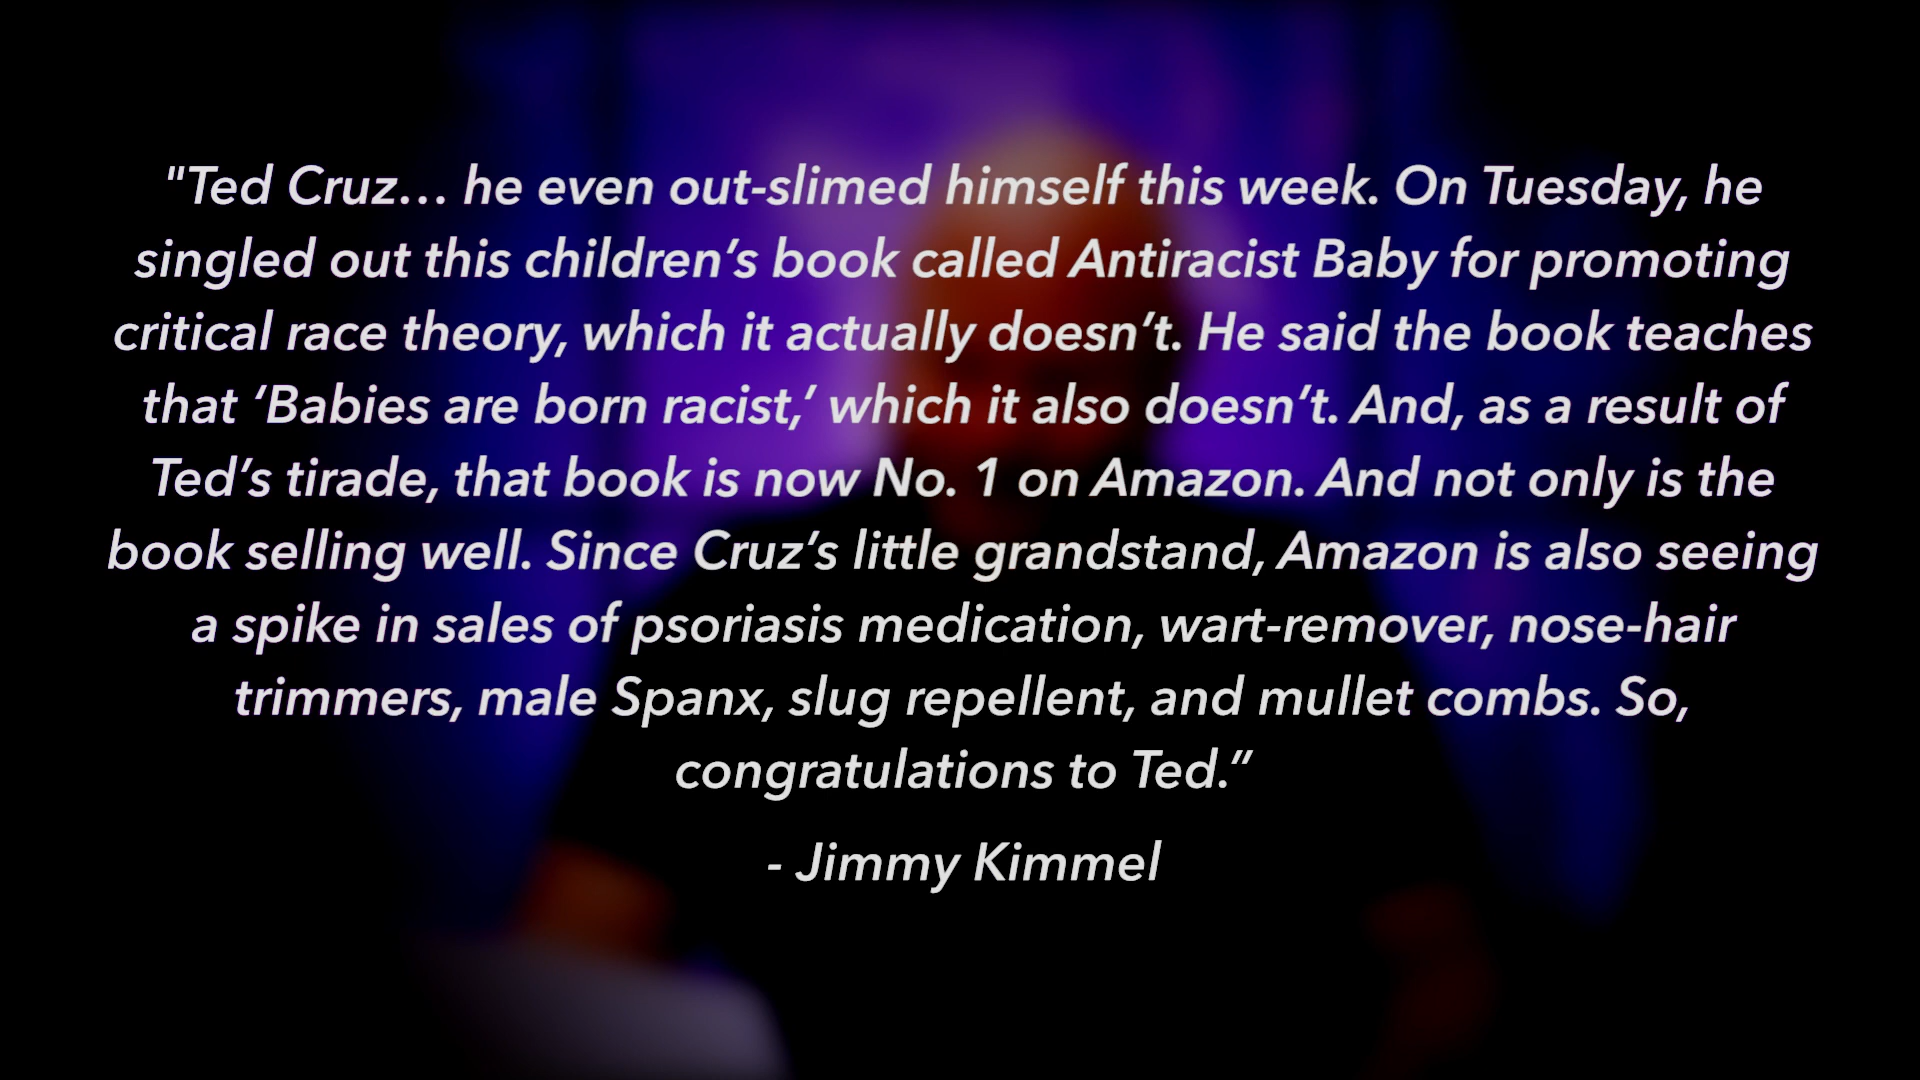 "Ted Cruz… he even out-slimed himself this week. On Tuesday, he
singled out this children’s book called Antiracist Baby for promoting
critical race theory, which it actually doesn’t. He said the book teaches
that ‘Babies are born racist,’ which it also doesn’t. And, as a result of
Ted’s tirade, that book is now No. 1 on Amazon. And not only is the
book selling well. Since Cruz’s little grandstand, Amazon is also seeing
a spike in sales of psoriasis medication, wart-remover, nose-hair
trimmers, male Spanx, slug repellent, and mullet combs. So,
congratulations to Ted.”
- Jimmy Kimmel